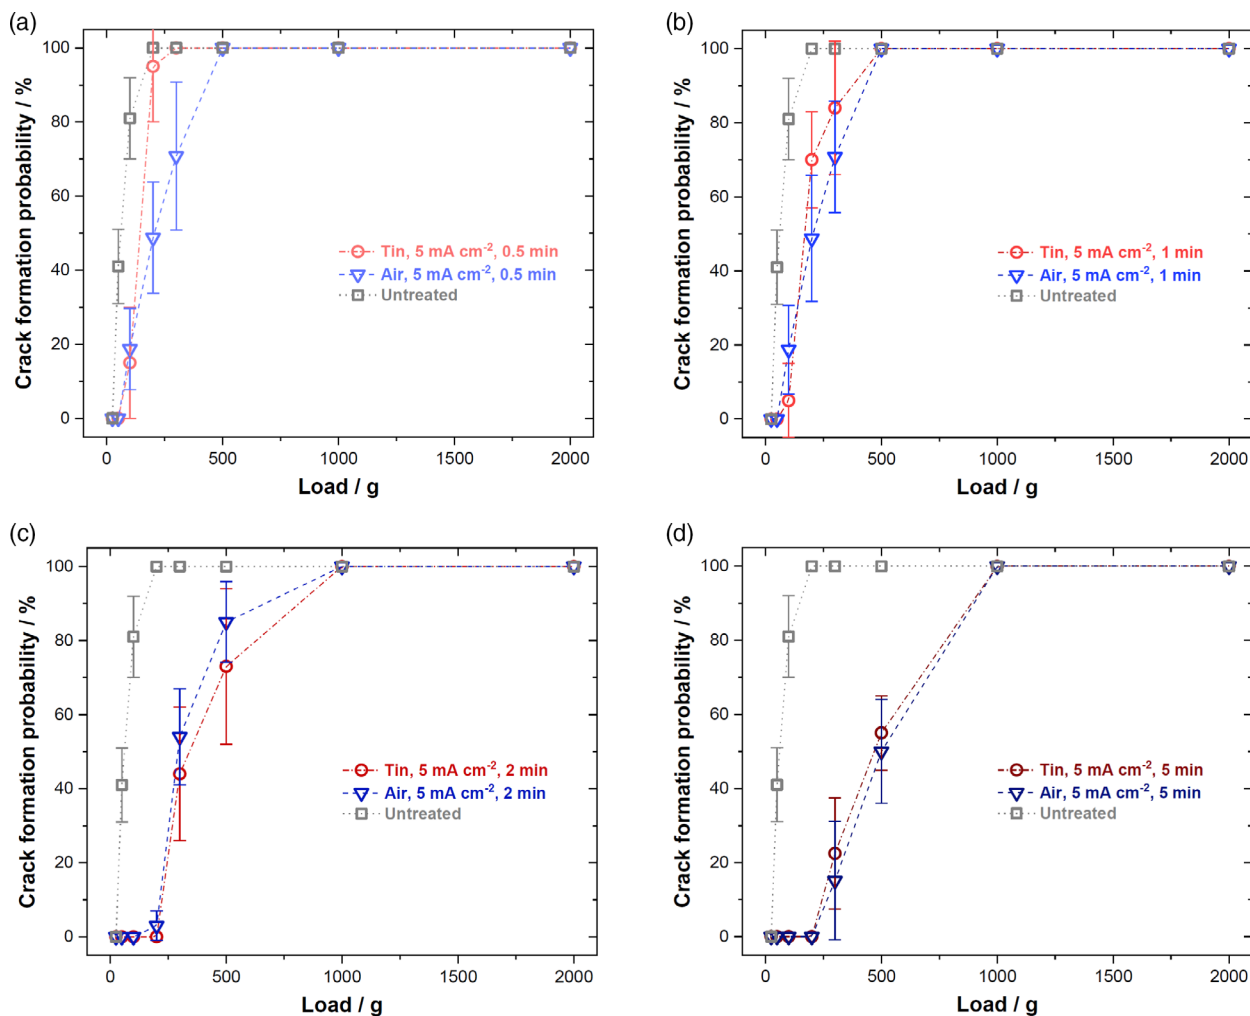 (a)
Crack formation probability / %
100
80
60
40
20
0
Tin, 5 mA cm⁻², 0.5 min
Air, 5 mA cm⁻², 0.5 min
Untreated
0 500 1000 1500 2000
Load / g
(b)
Crack formation probability / %
100
80
60
40
20
0
Tin, 5 mA cm⁻², 1 min
Air, 5 mA cm⁻², 1 min
Untreated
0 500 1000 1500 2000
Load / g
(c)
Crack formation probability / %
100
80
60
40
20
0
Tin, 5 mA cm⁻², 2 min
Air, 5 mA cm⁻², 2 min
Untreated
0 500 1000 1500 2000
Load / g
(d)
Crack formation probability / %
100
80
60
40
20
0
Tin, 5 mA cm⁻², 5 min
Air, 5 mA cm⁻², 5 min
Untreated
0 500 1000 1500 2000
Load / g